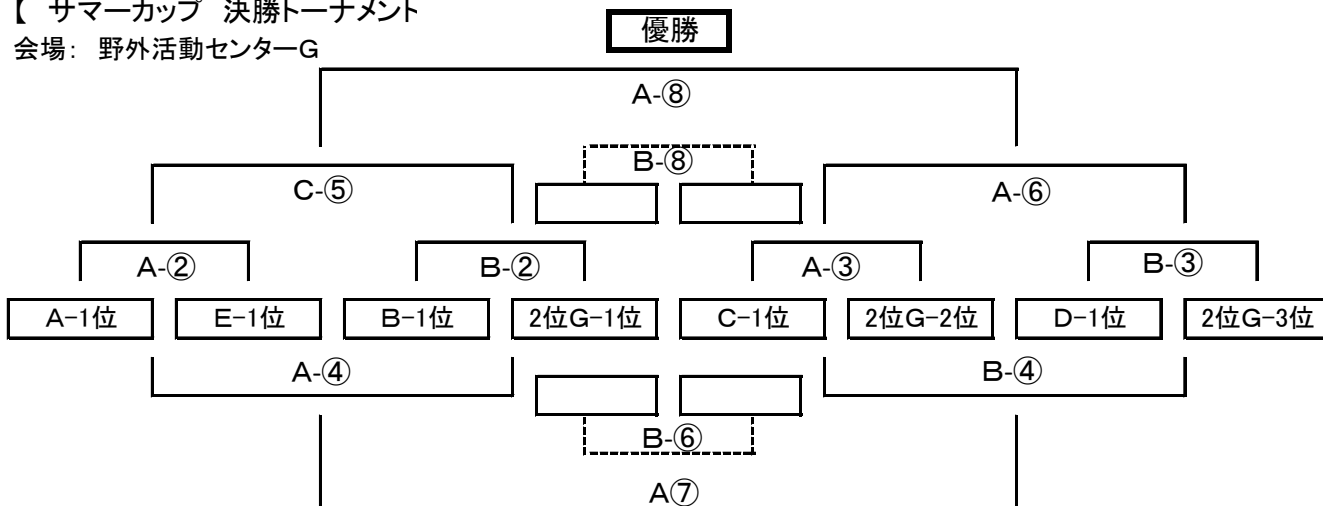 【 サマーカップ 決勝トーナメント
会場: 野外活動センターG
優勝
A-⑧
B-⑧
C-⑤
A-⑥
A-②
B-②
A-③
B-③
A-1位
E-1位
B-1位
2位G-1位
C-1位
2位G-2位
D-1位
2位G-3位
A-④
B-④
B-⑥
A⑦